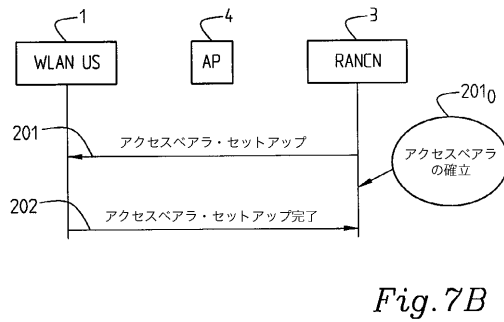 1
4
3
WLAN US
AP
RANCN
201₀
201
アクセスベアラ・セットアップ
アクセスベアラ
の確立
202
アクセスベアラ・セットアップ完了
Fig.7B